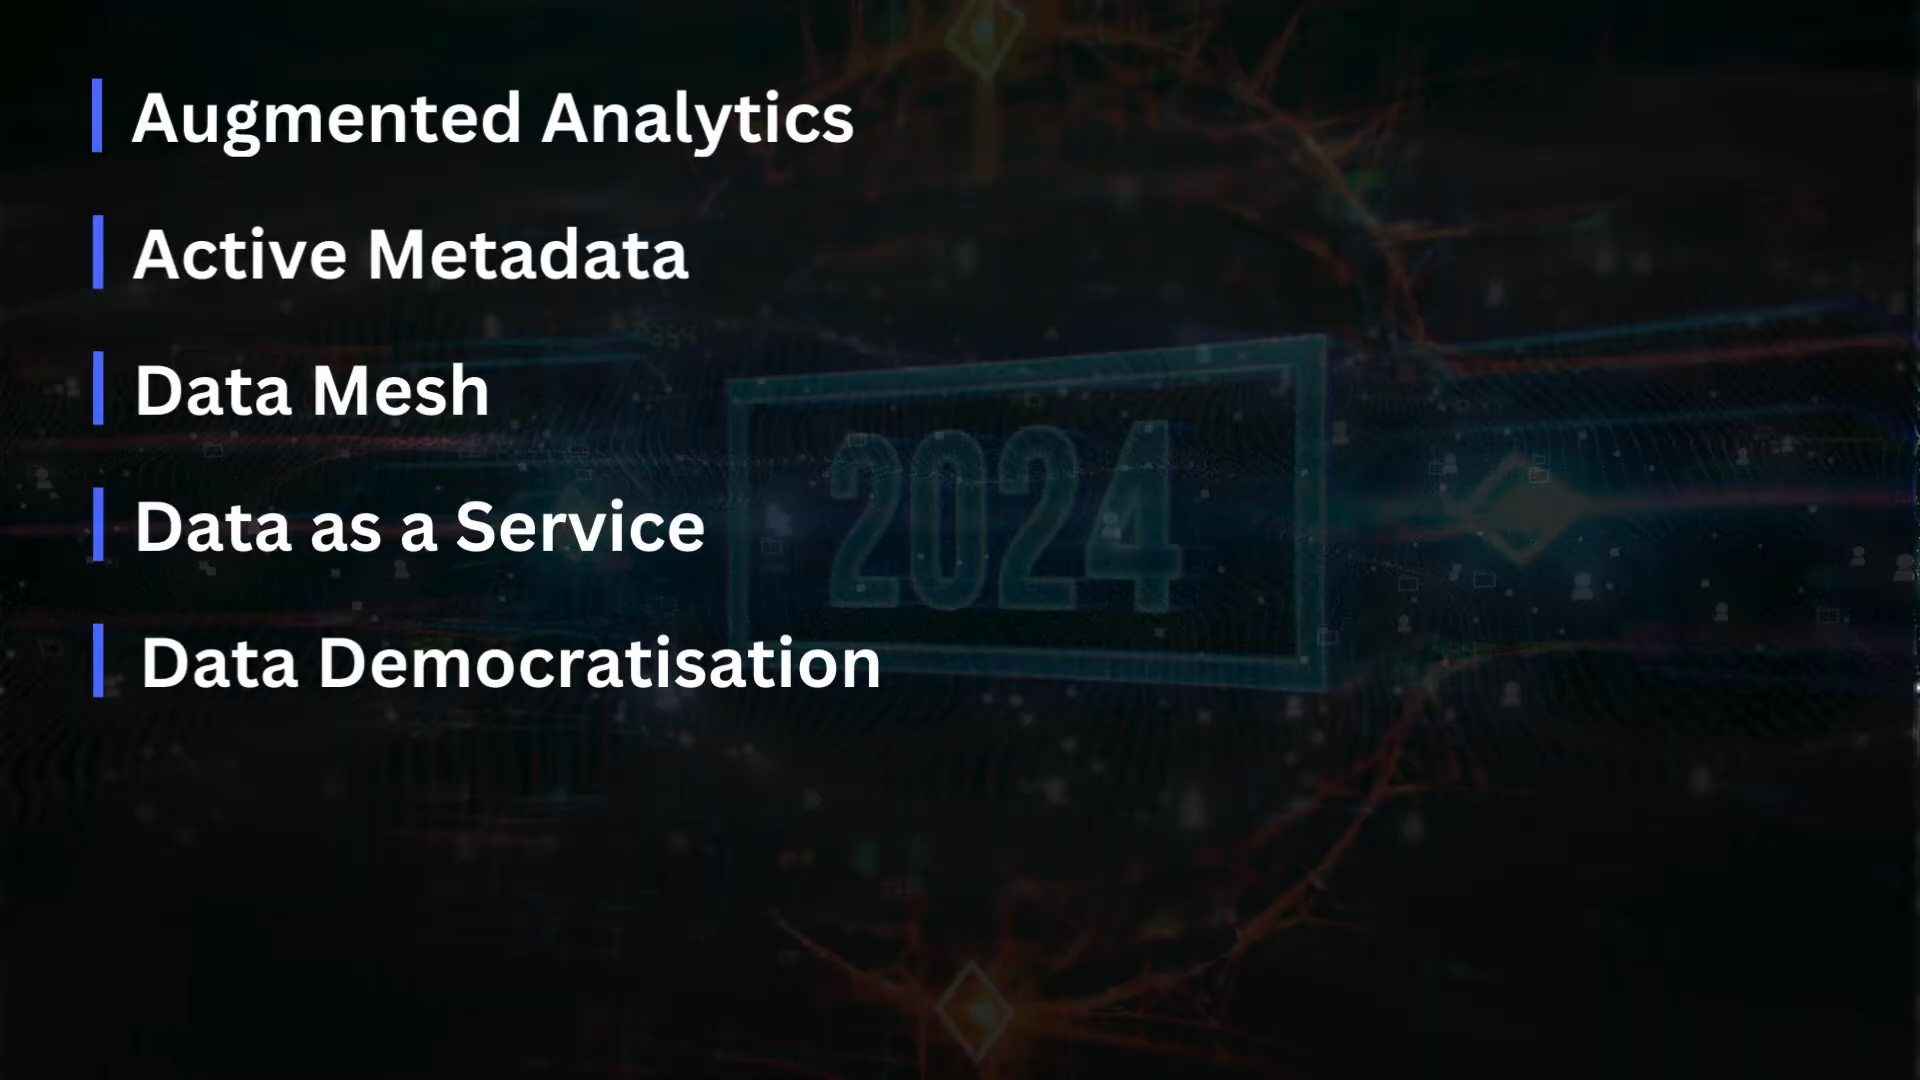 Augmented Analytics
Active Metadata
Data Mesh
Data as a Service
Data Democratisation
2024